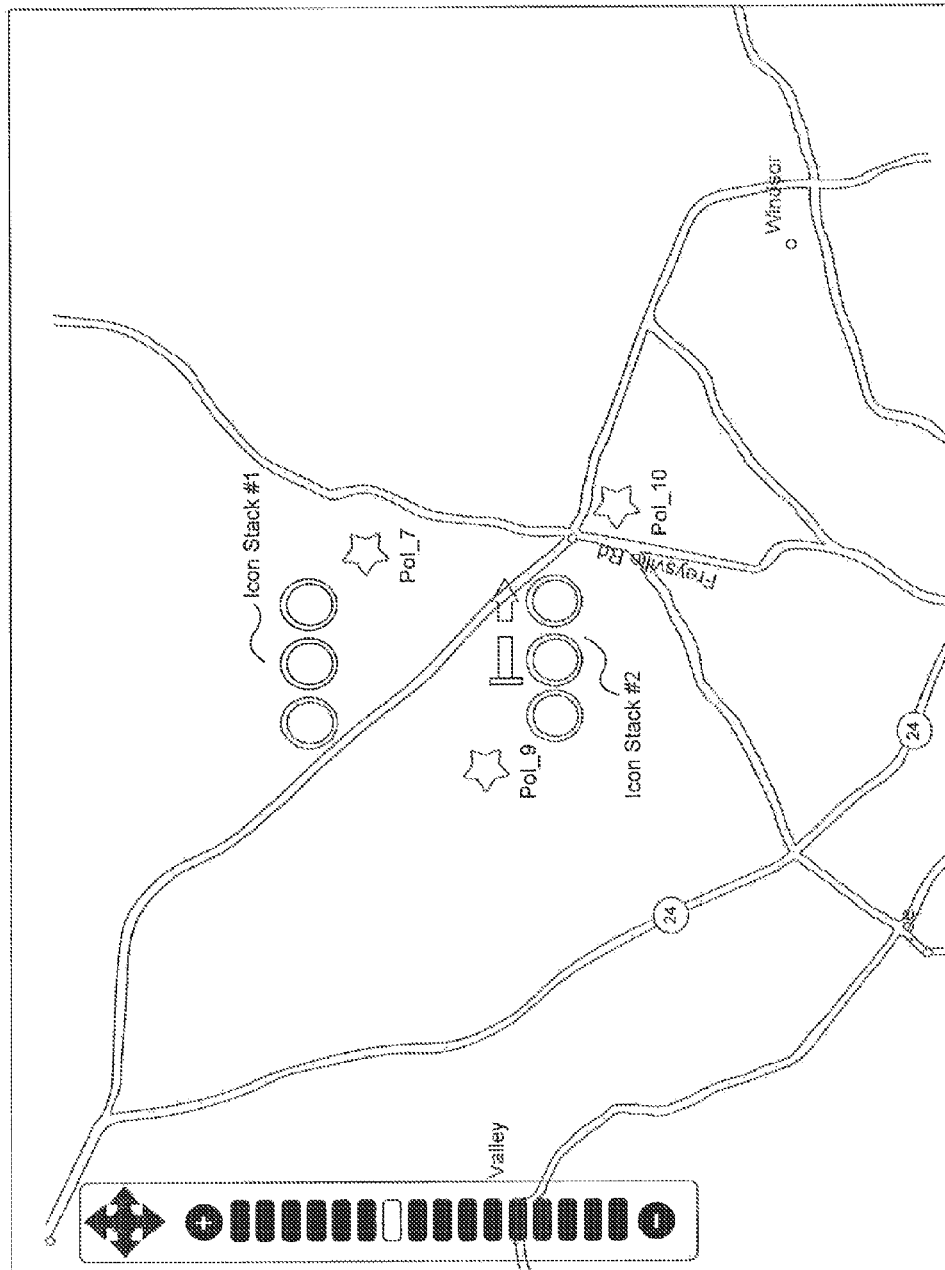 Icon Stack #1
PoI_7
PoI_9
Icon Stack #2
PoI_10
Freysville Rd
Windsor
24
24
Valley